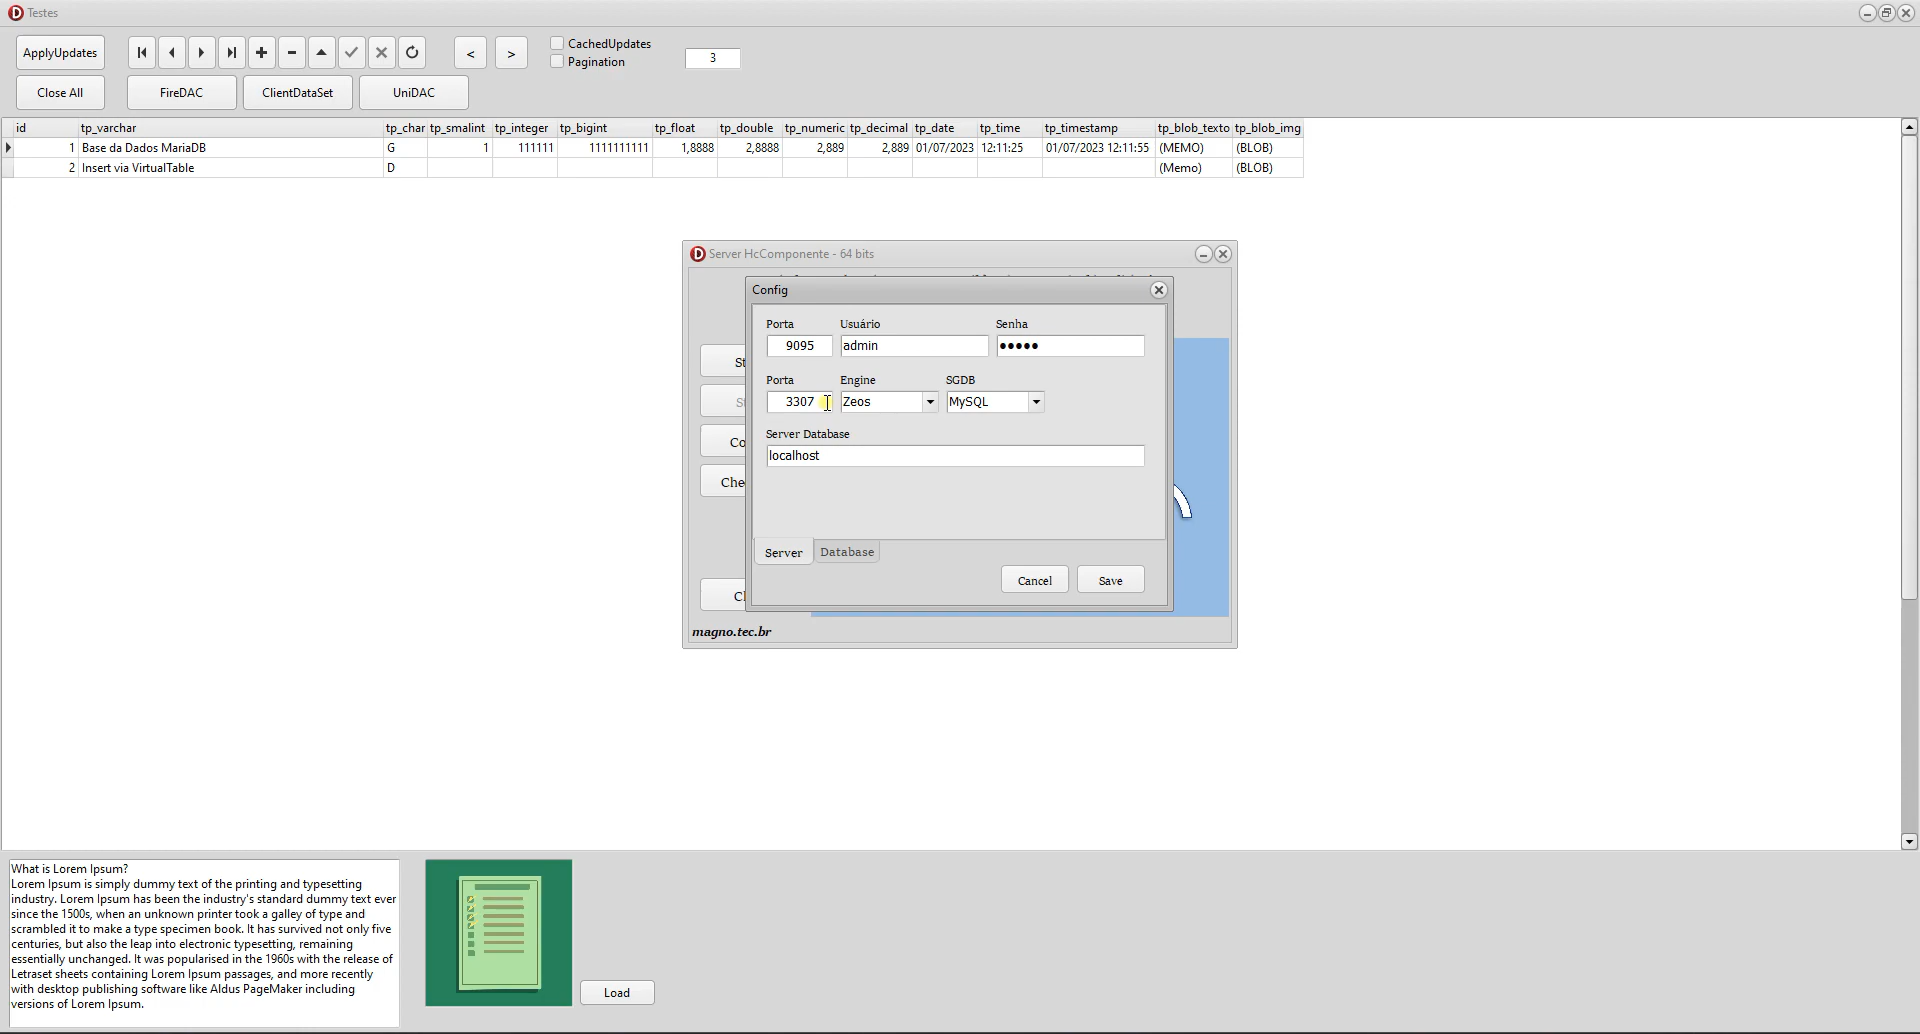 Testes
ApplyUpdates
< >
CachedUpdates
Pagination
3
Close All FireDAC ClientDataSet UniDAC
id tp_varchar tp_char tp_smalint tp_integer tp_bigint tp_float tp_double tp_numeric tp_decimal tp_date tp_time tp_timestamp tp_blob_texto tp_blob_img
1 Base da Dados MariaDB G 1 111111 1111111111 1,8888 2,8888 2,889 2,889 01/07/2023 12:11:25 01/07/2023 12:11:55 (MEMO) (BLOB)
2 Insert via VirtualTable D (Memo) (BLOB)
Server HcComponente - 64 bits
Config
Porta Usuário Senha
9095 admin ●●●●●
Porta Engine SGDB
3307 Zeos MySQL
Server Database
localhost
St
St
Co
Che
Server Database
Cancel Save
Cl
magno.tec.br
What is Lorem Ipsum?
Lorem Ipsum is simply dummy text of the printing and typesetting
industry. Lorem Ipsum has been the industry's standard dummy text ever
since the 1500s, when an unknown printer took a galley of type and
scrambled it to make a type specimen book. It has survived not only five
centuries, but also the leap into electronic typesetting, remaining
essentially unchanged. It was popularised in the 1960s with the release of
Letraset sheets containing Lorem Ipsum passages, and more recently
with desktop publishing software like Aldus PageMaker including
versions of Lorem Ipsum.
Load